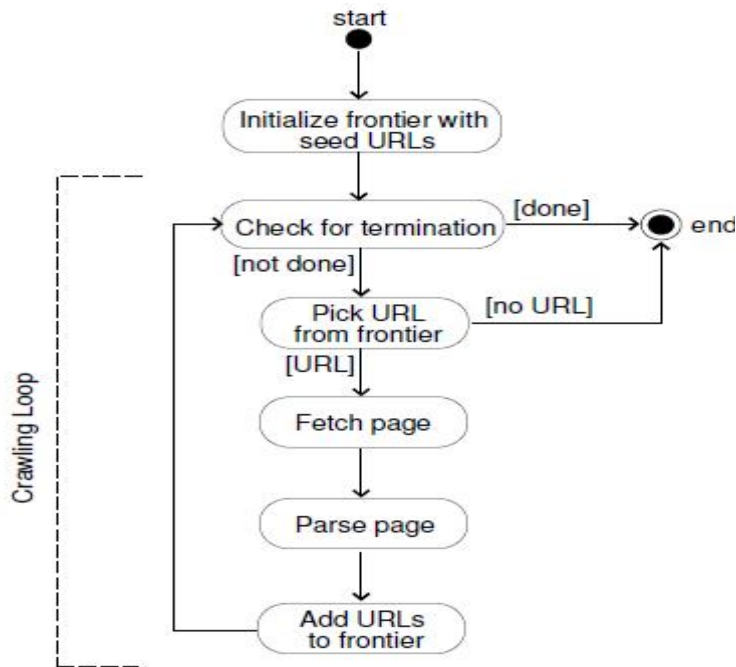 start
Initialize frontier with
seed URLs
Check for termination
[done]
end
[not done]
Pick URL
from frontier
[no URL]
[URL]
Fetch page
Parse page
Add URLs
to frontier
Crawling Loop